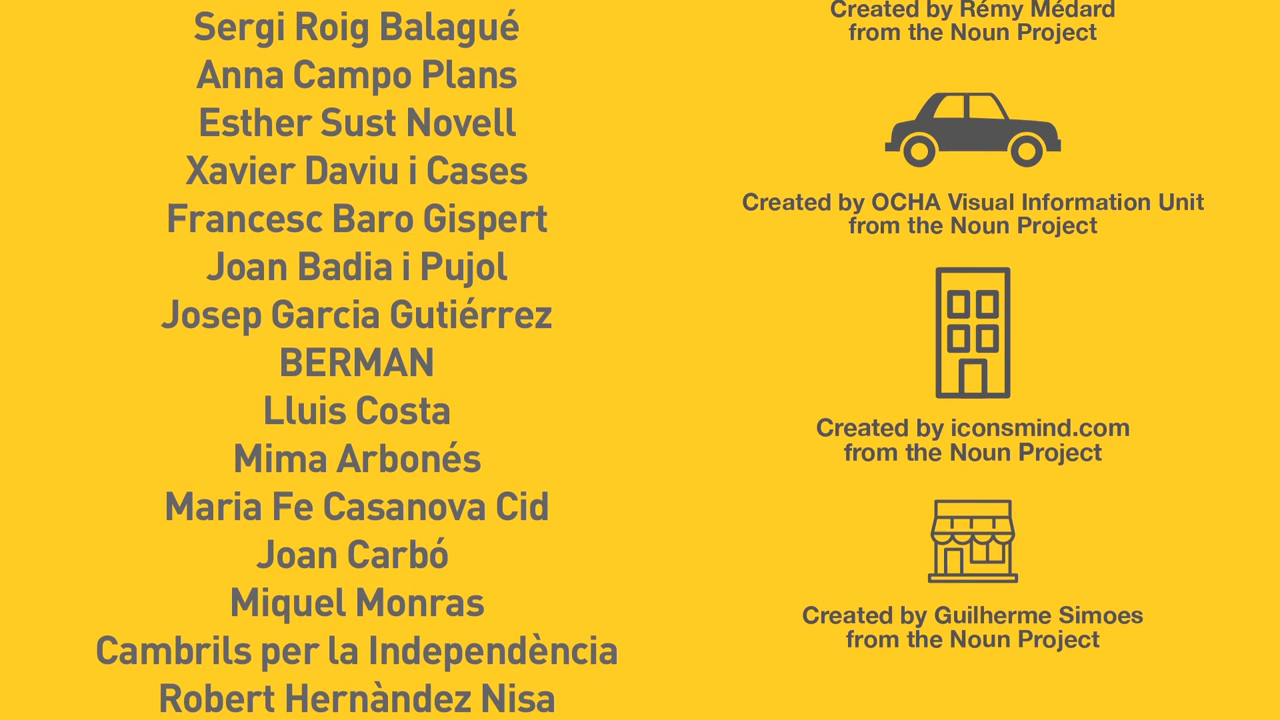 Sergi Roig Balagué
Anna Campo Plans
Esther Sust Novell
Xavier Daviu i Cases
Francesc Baro Gispert
Joan Badia i Pujol
Josep Garcia Gutiérrez
BERMAN
Lluis Costa
Mima Arbonés
Maria Fe Casanova Cid
Joan Carbó
Miquel Monras
Cambrils per la Independència
Robert Hernàndez Nisa
Created by Rémy Médard
from the Noun Project
Created by OCHA Visual Information Unit
from the Noun Project
Created by iconsmind.com
from the Noun Project
Created by Guilherme Simoes
from the Noun Project